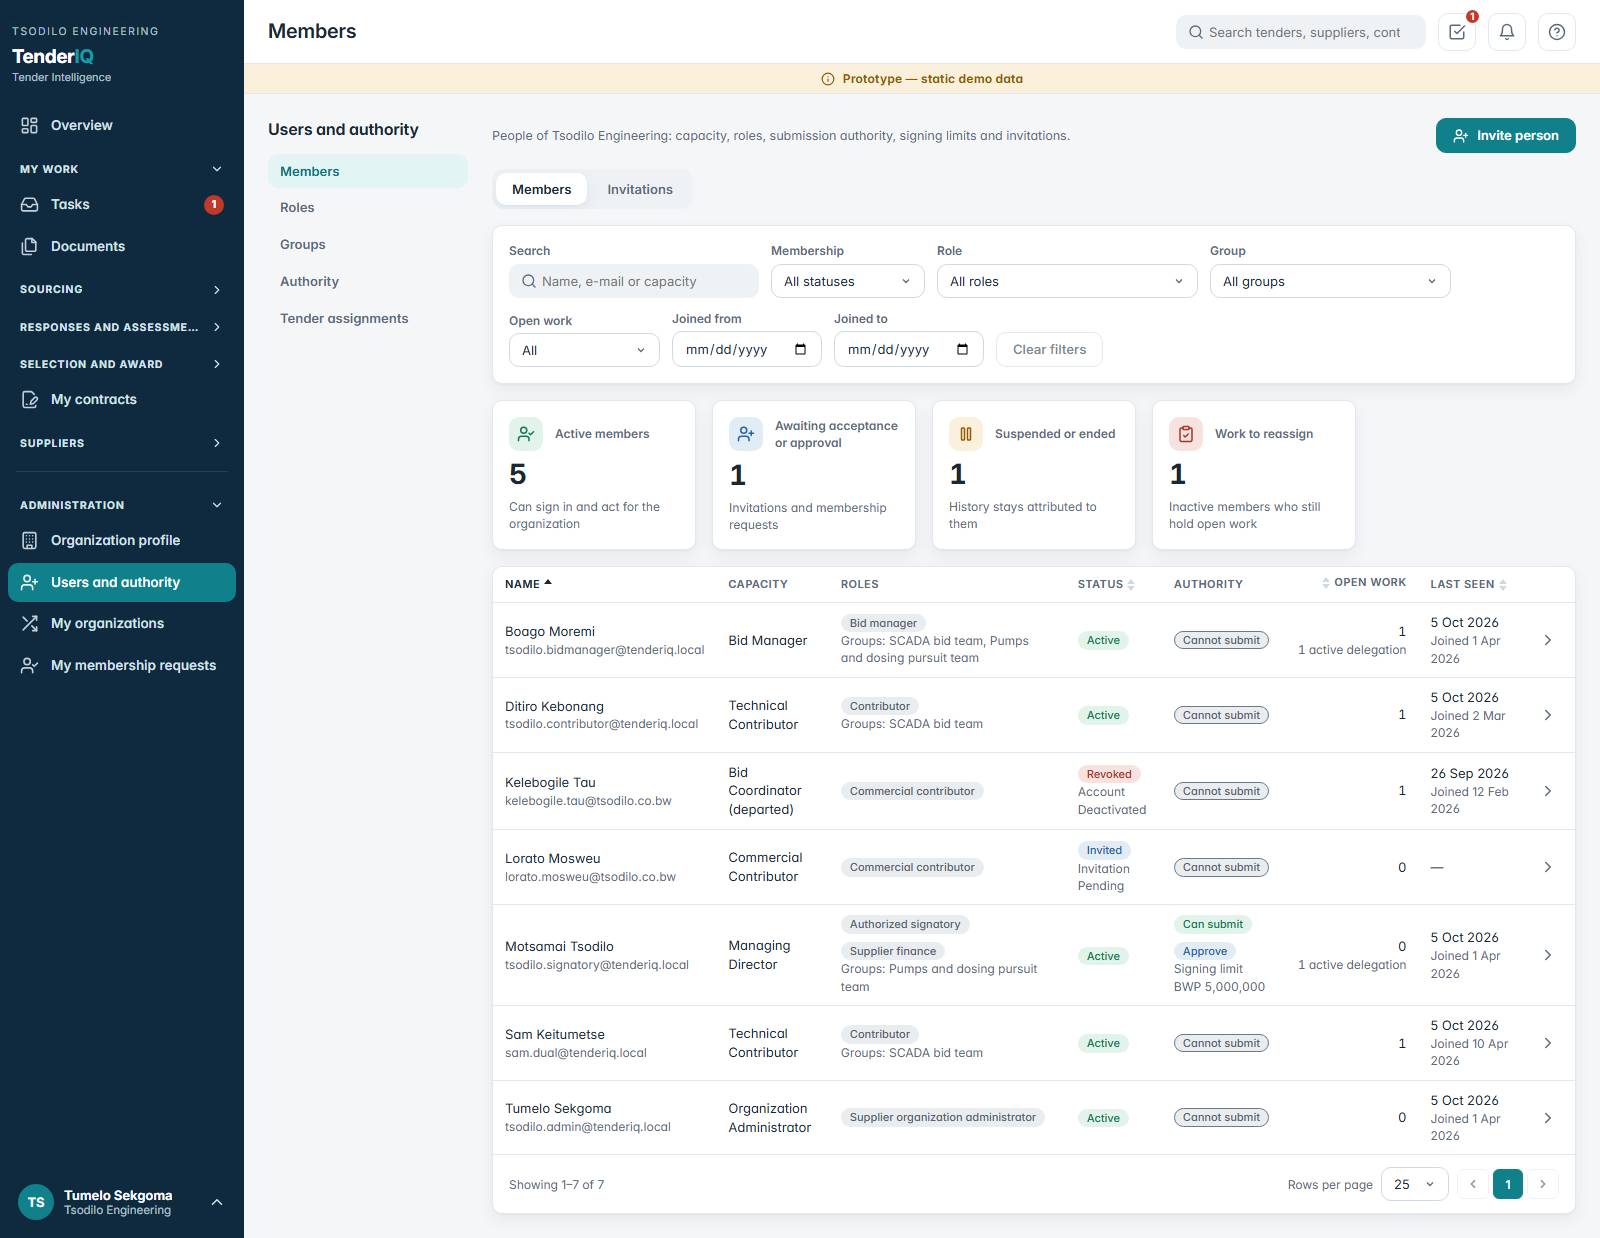 TSODILO ENGINEERING
TenderIQ
Tender Intelligence
Overview
MY WORK
Tasks
1
Documents
SOURCING
RESPONSES AND ASSESSME...
SELECTION AND AWARD
My contracts
SUPPLIERS
ADMINISTRATION
Organization profile
Users and authority
My organizations
My membership requests
TS
Tumelo Sekgoma
Tsodilo Engineering
Members
Search tenders, suppliers, cont
1
Prototype — static demo data
Users and authority
Members
Roles
Groups
Authority
Tender assignments
People of Tsodilo Engineering: capacity, roles, submission authority, signing limits and invitations.
Invite person
Members
Invitations
Search
Membership
Role
Group
Name, e-mail or capacity
All statuses
All roles
All groups
Open work
Joined from
Joined to
All
mm/dd/yyyy
mm/dd/yyyy
Clear filters
Active members
5
Can sign in and act for the
organization
Awaiting acceptance
or approval
1
Invitations and membership
requests
Suspended or ended
1
History stays attributed to
them
Work to reassign
1
Inactive members who still
hold open work
NAME
CAPACITY
ROLES
STATUS
AUTHORITY
OPEN WORK
LAST SEEN
Boago Moremi
tsodilo.bidmanager@tenderiq.local
Bid Manager
Bid manager
Groups: SCADA bid team, Pumps
and dosing pursuit team
Active
Cannot submit
1
1 active delegation
5 Oct 2026
Joined 1 Apr
2026
Ditiro Kebonang
tsodilo.contributor@tenderiq.local
Technical
Contributor
Contributor
Groups: SCADA bid team
Active
Cannot submit
1
5 Oct 2026
Joined 2 Mar
2026
Kelebogile Tau
kelebogile.tau@tsodilo.co.bw
Bid
Coordinator
(departed)
Commercial contributor
Revoked
Account
Deactivated
Cannot submit
1
26 Sep 2026
Joined 12 Feb
2026
Lorato Mosweu
lorato.mosweu@tsodilo.co.bw
Commercial
Contributor
Commercial contributor
Invited
Invitation
Pending
Cannot submit
0
—
Motsamai Tsodilo
tsodilo.signatory@tenderiq.local
Managing
Director
Authorized signatory
Supplier finance
Groups: Pumps and dosing pursuit
team
Active
Can submit
Approve
Signing limit
BWP 5,000,000
0
1 active delegation
5 Oct 2026
Joined 1 Apr
2026
Sam Keitumetse
sam.dual@tenderiq.local
Technical
Contributor
Contributor
Groups: SCADA bid team
Active
Cannot submit
1
5 Oct 2026
Joined 10 Apr
2026
Tumelo Sekgoma
tsodilo.admin@tenderiq.local
Organization
Administrator
Supplier organization administrator
Active
Cannot submit
0
5 Oct 2026
Joined 1 Apr
2026
Showing 1–7 of 7
Rows per page
25
1